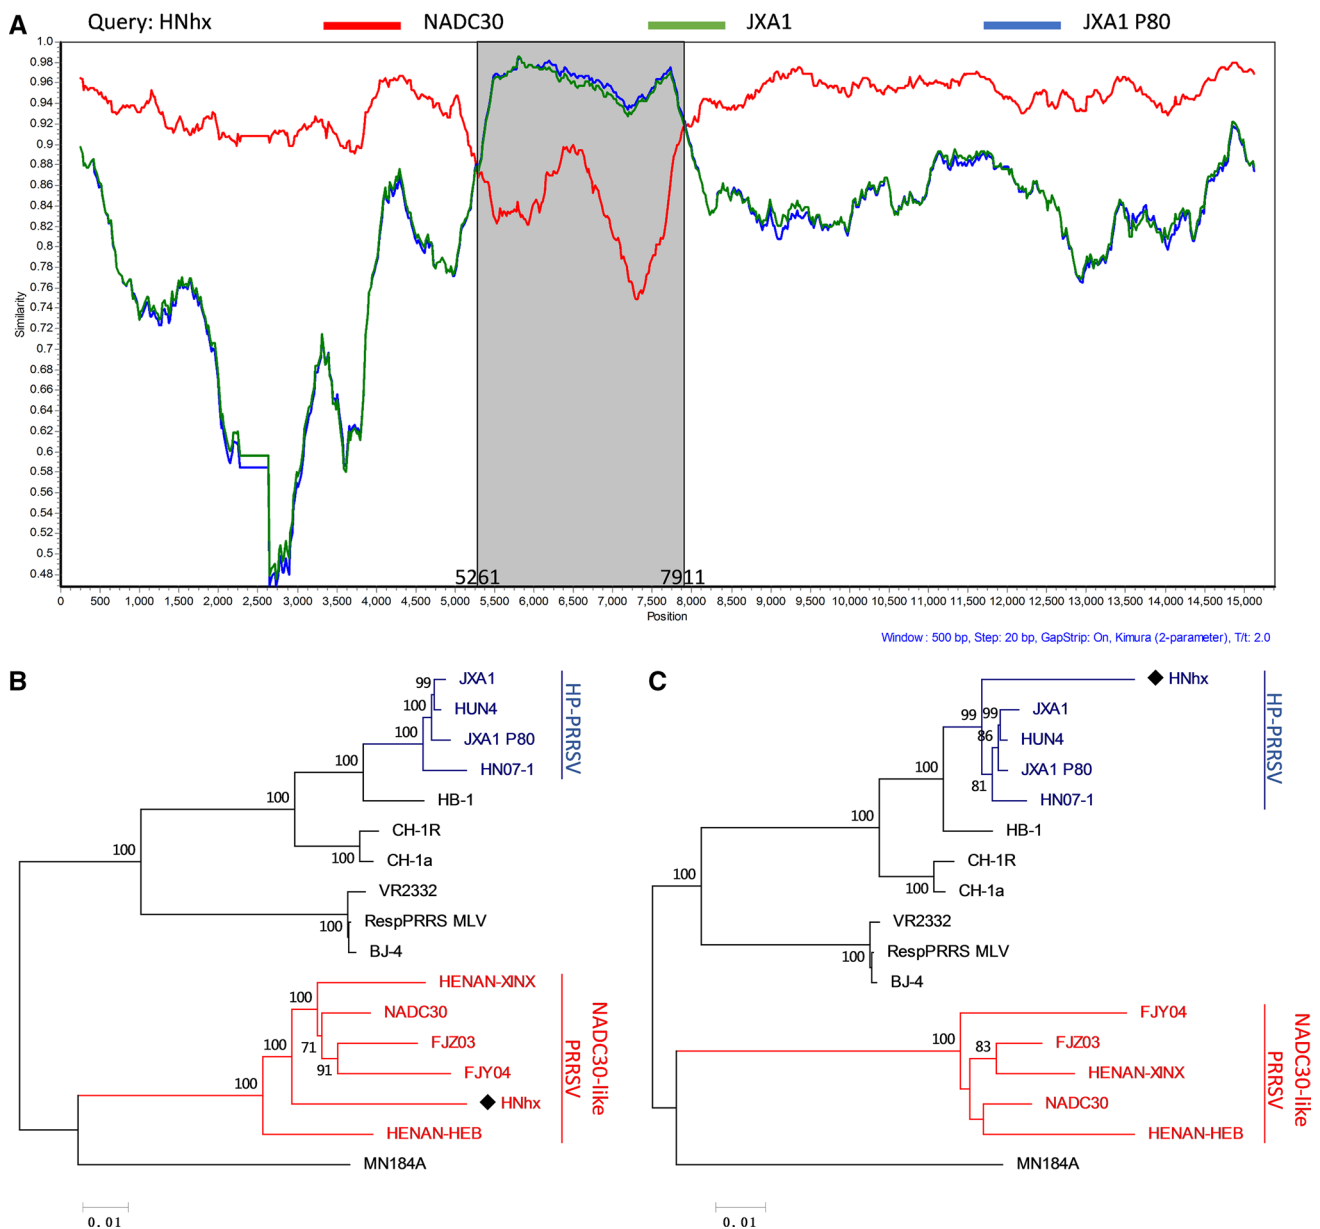 A
Query: HNhx NADC30 JXA1 JXA1 P80
1.0
0.98
0.96
0.94
0.92
0.9
0.88
0.86
0.84
0.82
0.8
0.78
0.76
0.74
0.72
0.7
0.68
0.66
0.64
0.62
0.6
0.58
0.56
0.54
0.52
0.5
0.48
Similarity
5261 7911
0 500 1,000 1,500 2,000 2,500 3,000 3,500 4,000 4,500 5,000 5,500 6,000 6,500 7,000 7,500 8,000 8,500 9,000 9,500 10,000 10,500 11,000 11,500 12,000 12,500 13,000 13,500 14,000 14,500 15,000
Position
Window : 500 bp, Step: 20 bp, GapStrip: On, Kimura (2-parameter), T/t: 2.0
B
99 JXA1
100 HUN4
100 JXA1 P80
HN07-1
100 HB-1
100 CH-1R
100 CH-1a
100 VR2332
100 RespPRRS MLV
BJ-4
HP-PRRSV
HENAN-XINX
100 NADC30
71 FJZ03
91 FJY04
100 HNhx
100 HENAN-HEB
MN184A
NADC30-like
PRRSV
0.01
C
HNhx
99 99 JXA1
86 HUN4
JXA1 P80
81 HN07-1
100 HB-1
100 CH-1R
100 CH-1a
100 VR2332
100 RespPRRS MLV
BJ-4
HP-PRRSV
FJY04
100 83 FJZ03
HENAN-XINX
NADC30
HENAN-HEB
MN184A
NADC30-like
PRRSV
0.01